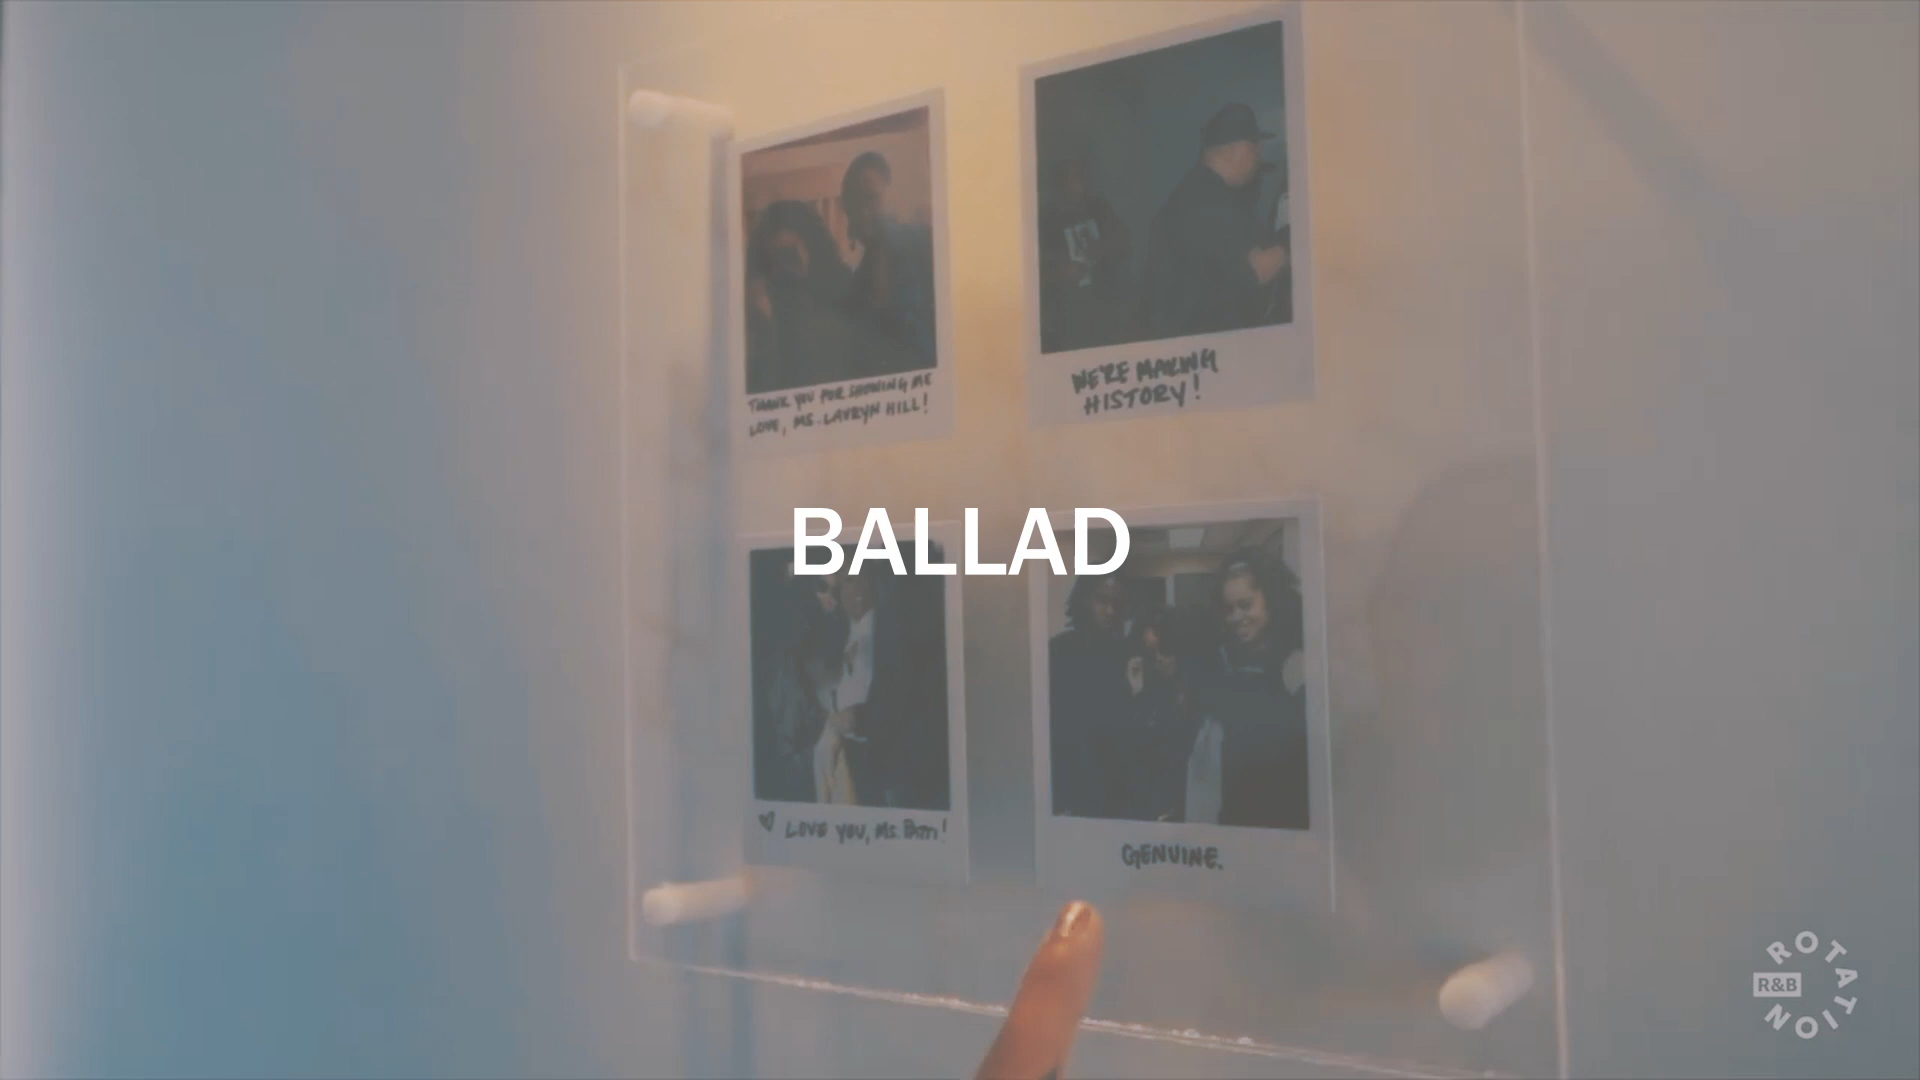 THANK YOU FOR SHOWING ME
LOVE, MS. LAURYN HILL!
WE'RE MAKING
HISTORY!
BALLAD
♥ LOVE YOU, MS.
GENUINE.
ROTATION
R&B